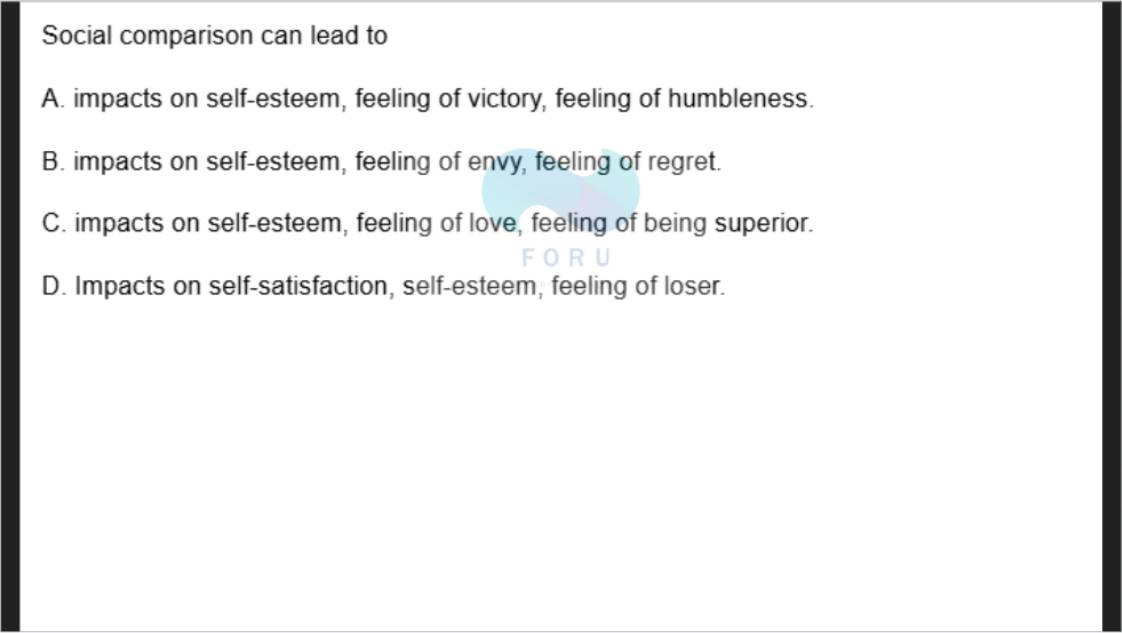 Social comparison can lead to
A. impacts on self-esteem, feeling of victory, feeling of humbleness.
B. impacts on self-esteem, feeling of envy, feeling of regret.
C. impacts on self-esteem, feeling of love, feeling of being superior.
FORU
D. Impacts on self-satisfaction, self-esteem, feeling of loser.